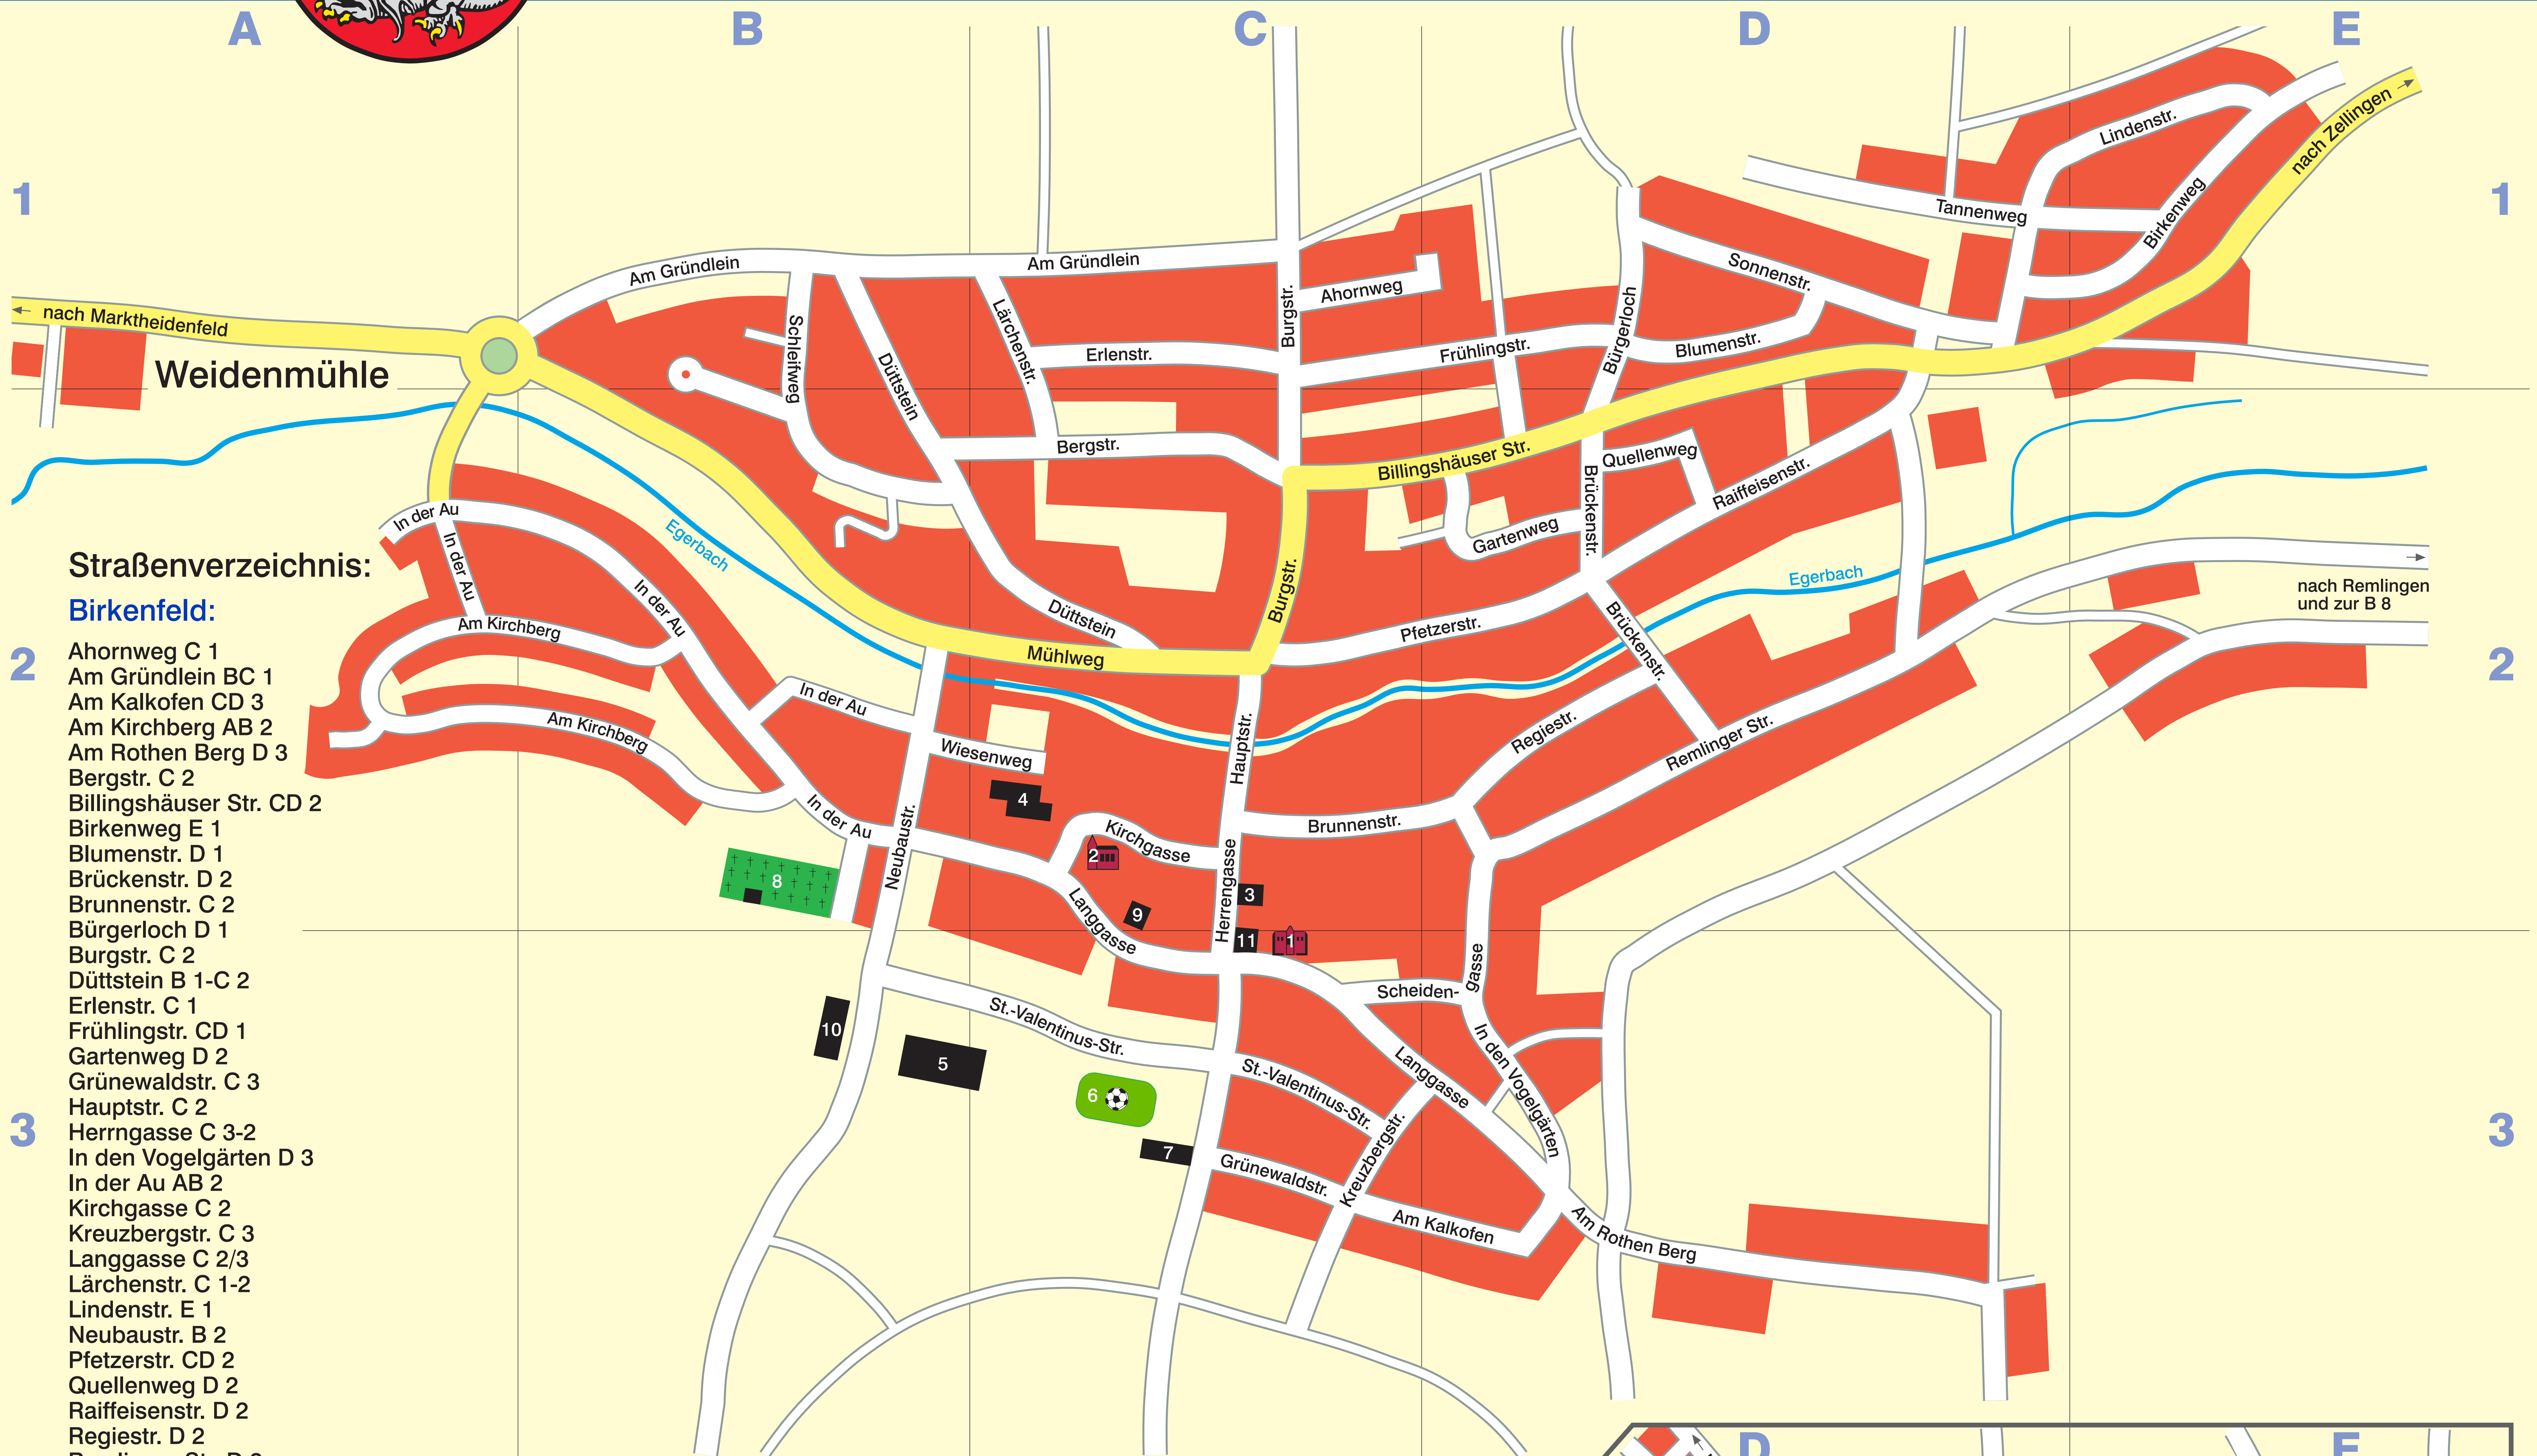 A B C D E
1
1
Lindenstr.
nach Zellingen
Tannenweg
Birkenweg
Am Gründlein
Am Gründlein
Sonnenstr.
Ahornweg
Burgstr.
Bürgerloch
nach Marktheidenfeld
Schleifweg
Lärchenstr.
Düttstein
Erlenstr.
Frühlingstr.
Blumenstr.
Weidenmühle
Bergstr.
Billingshäuser Str.
Quellenweg
Raiffeisenstr.
Brückenstr.
Gartenweg
In der Au
In der Au
Egerbach
In der Au
Burgstr.
Egerbach
nach Remlingen
und zur B 8
Düttstein
Pfetzerstr.
Brückenstr.
Am Kirchberg
Mühlweg
2
2
In der Au
Am Kirchberg
Wiesenweg
Hauptstr.
Regiestr.
Remlinger Str.
4
In der Au
Neubaustr.
Kirchgasse
Brunnenstr.
2
8
Langgasse
9
Herrengasse
3
11
1
Scheiden-
gasse
St.-Valentinus-Str.
10
5
6
7
In den Vogelgärten
Langgasse
St.-Valentinus-Str.
Kreuzbergstr.
Grünewaldstr.
Am Kalkofen
Am Rothen Berg
3
3
Straßenverzeichnis:
Birkenfeld:
Ahornweg C 1
Am Gründlein BC 1
Am Kalkofen CD 3
Am Kirchberg AB 2
Am Rothen Berg D 3
Bergstr. C 2
Billingshäuser Str. CD 2
Birkenweg E 1
Blumenstr. D 1
Brückenstr. D 2
Brunnenstr. C 2
Bürgerloch D 1
Burgstr. C 2
Düttstein B 1-C 2
Erlenstr. C 1
Frühlingstr. CD 1
Gartenweg D 2
Grünewaldstr. C 3
Hauptstr. C 2
Herrngasse C 3-2
In den Vogelgärten D 3
In der Au AB 2
Kirchgasse C 2
Kreuzbergstr. C 3
Langgasse C 2/3
Lärchenstr. C 1-2
Lindenstr. E 1
Neubaustr. B 2
Pfetzerstr. CD 2
Quellenweg D 2
Raiffeisenstr. D 2
Regiestr. D 2
D